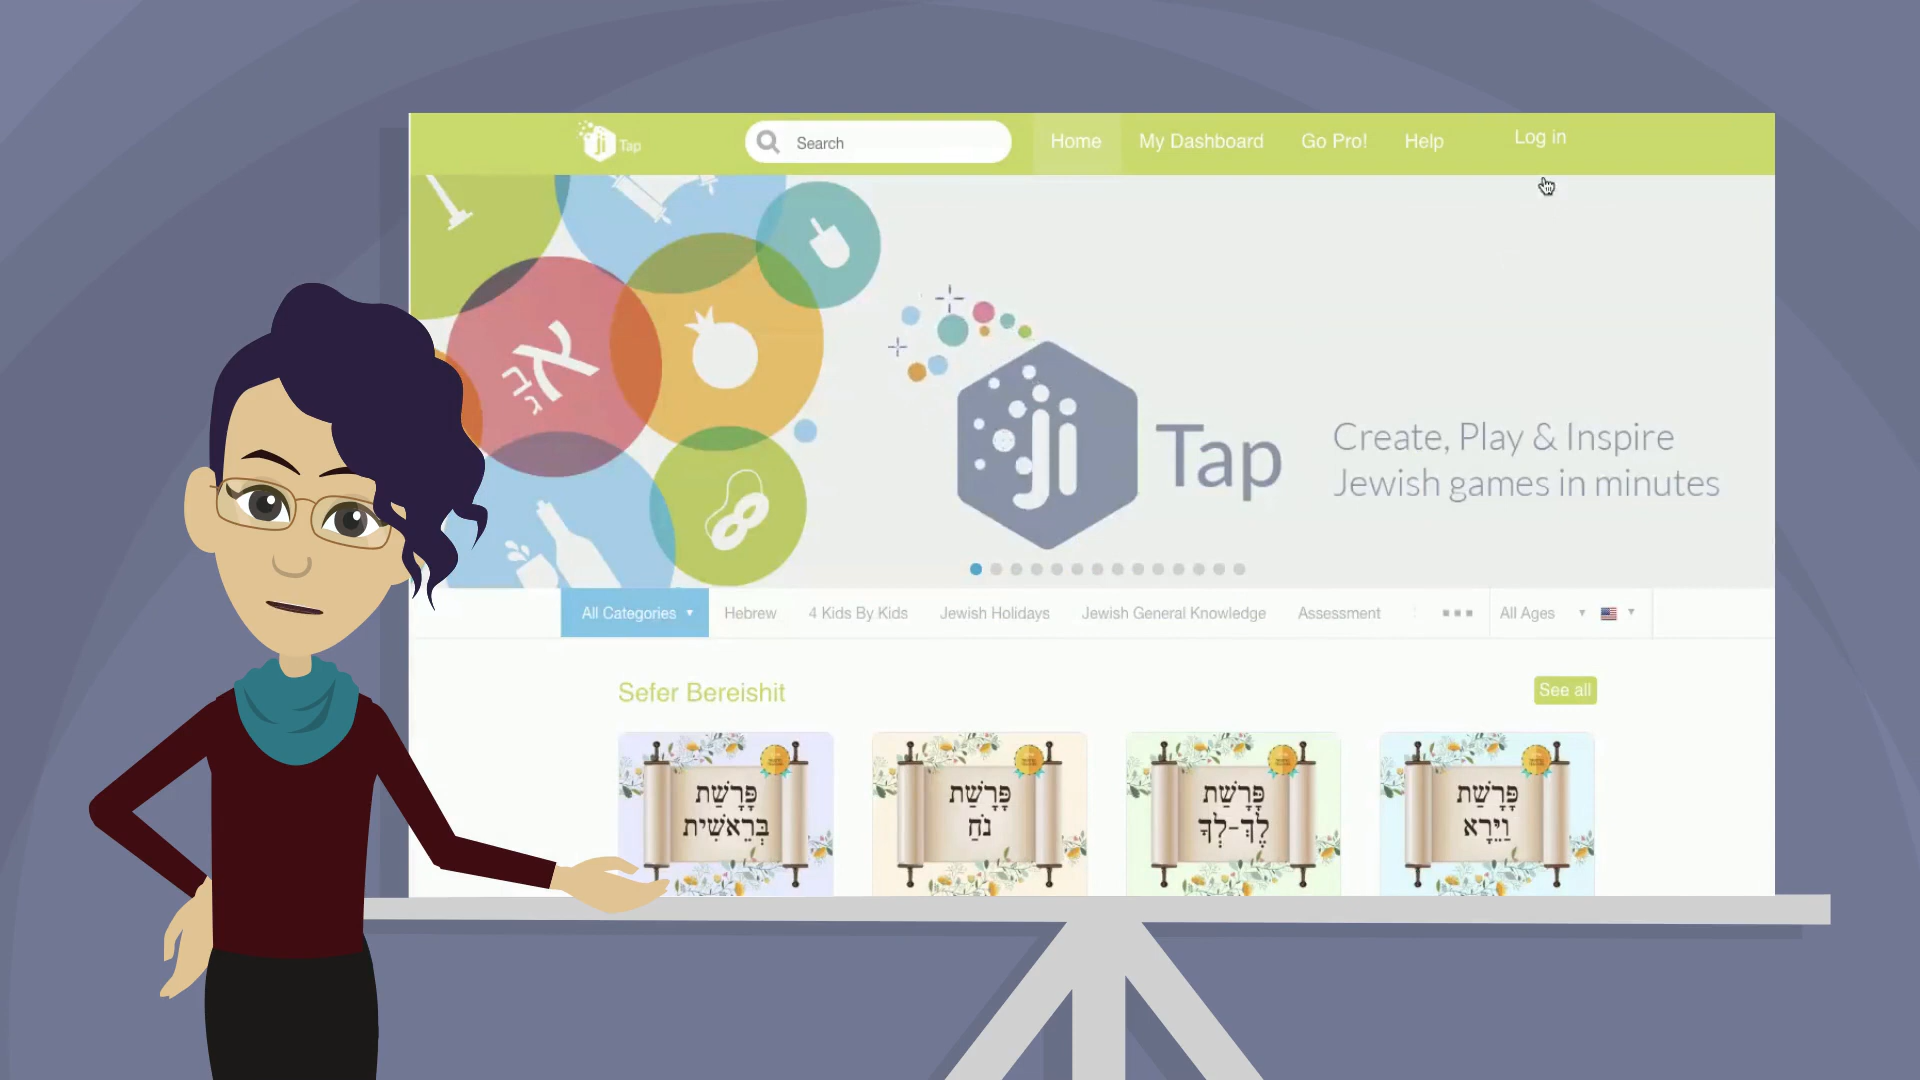 ji Tap
Search
Home
My Dashboard
Go Pro!
Help
Log in
א
ב
ג
ji Tap
Create, Play & Inspire
Jewish games in minutes
All Categories
Hebrew
4 Kids By Kids
Jewish Holidays
Jewish General Knowledge
Assessment
All Ages
Sefer Bereishit
See all
פָּרָשַׁת
בְּרֵאשִׁית
פָּרָשַׁת
נֹחַ
פָּרָשַׁת
לֶךְ-לְךָ
פָּרָשַׁת
וַיֵּרָא